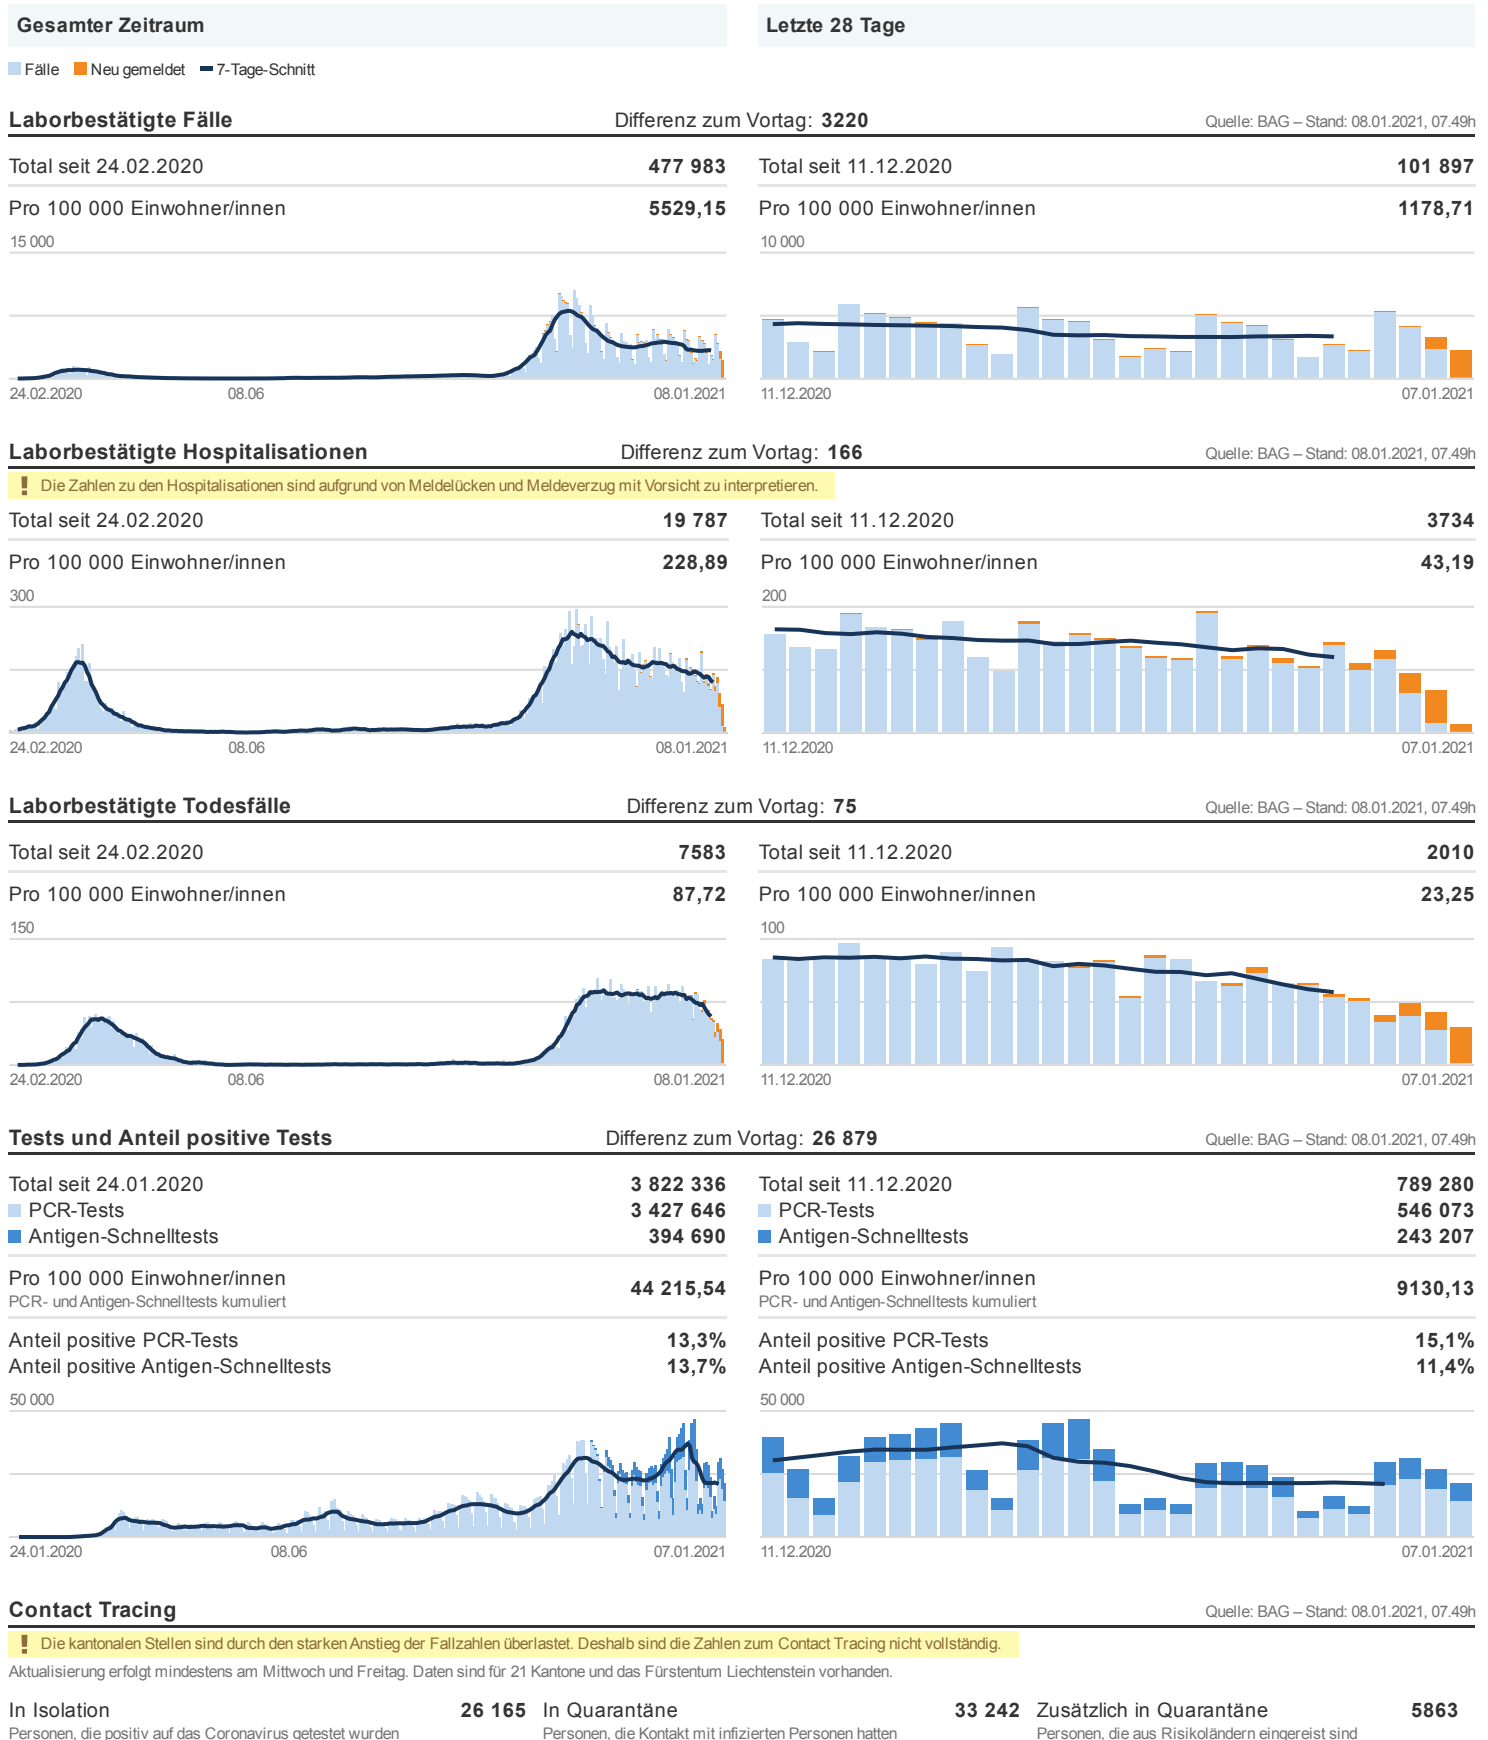 Gesamter Zeitraum
Letzte 28 Tage
Fälle Neu gemeldet 7-Tage-Schnitt
Laborbestätigte Fälle Differenz zum Vortag: 3220 Quelle: BAG – Stand: 08.01.2021, 07.49h
Total seit 24.02.2020 477 983
Pro 100 000 Einwohner/innen 5529,15
15 000
24.02.2020 08.06 08.01.2021
Total seit 11.12.2020 101 897
Pro 100 000 Einwohner/innen 1178,71
10 000
11.12.2020 07.01.2021
Laborbestätigte Hospitalisationen Differenz zum Vortag: 166 Quelle: BAG – Stand: 08.01.2021, 07.49h
! Die Zahlen zu den Hospitalisationen sind aufgrund von Meldelücken und Meldeverzug mit Vorsicht zu interpretieren.
Total seit 24.02.2020 19 787
Pro 100 000 Einwohner/innen 228,89
300
24.02.2020 08.06 08.01.2021
Total seit 11.12.2020 3734
Pro 100 000 Einwohner/innen 43,19
200
11.12.2020 07.01.2021
Laborbestätigte Todesfälle Differenz zum Vortag: 75 Quelle: BAG – Stand: 08.01.2021, 07.49h
Total seit 24.02.2020 7583
Pro 100 000 Einwohner/innen 87,72
150
24.02.2020 08.06 08.01.2021
Total seit 11.12.2020 2010
Pro 100 000 Einwohner/innen 23,25
100
11.12.2020 07.01.2021
Tests und Anteil positive Tests Differenz zum Vortag: 26 879 Quelle: BAG – Stand: 08.01.2021, 07.49h
Total seit 24.01.2020 3 822 336
PCR-Tests 3 427 646
Antigen-Schnelltests 394 690
Pro 100 000 Einwohner/innen 44 215,54
PCR- und Antigen-Schnelltests kumuliert
Anteil positive PCR-Tests 13,3%
Anteil positive Antigen-Schnelltests 13,7%
50 000
24.01.2020 08.06 07.01.2021
Total seit 11.12.2020 789 280
PCR-Tests 546 073
Antigen-Schnelltests 243 207
Pro 100 000 Einwohner/innen 9130,13
PCR- und Antigen-Schnelltests kumuliert
Anteil positive PCR-Tests 15,1%
Anteil positive Antigen-Schnelltests 11,4%
50 000
11.12.2020 07.01.2021
Contact Tracing Quelle: BAG – Stand: 08.01.2021, 07.49h
! Die kantonalen Stellen sind durch den starken Anstieg der Fallzahlen überlastet. Deshalb sind die Zahlen zum Contact Tracing nicht vollständig.
Aktualisierung erfolgt mindestens am Mittwoch und Freitag. Daten sind für 21 Kantone und das Fürstentum Liechtenstein vorhanden.
In Isolation 26 165
Personen, die positiv auf das Coronavirus getestet wurden
In Quarantäne 33 242
Personen, die Kontakt mit infizierten Personen hatten
Zusätzlich in Quarantäne 5863
Personen, die aus Risikoländern eingereist sind